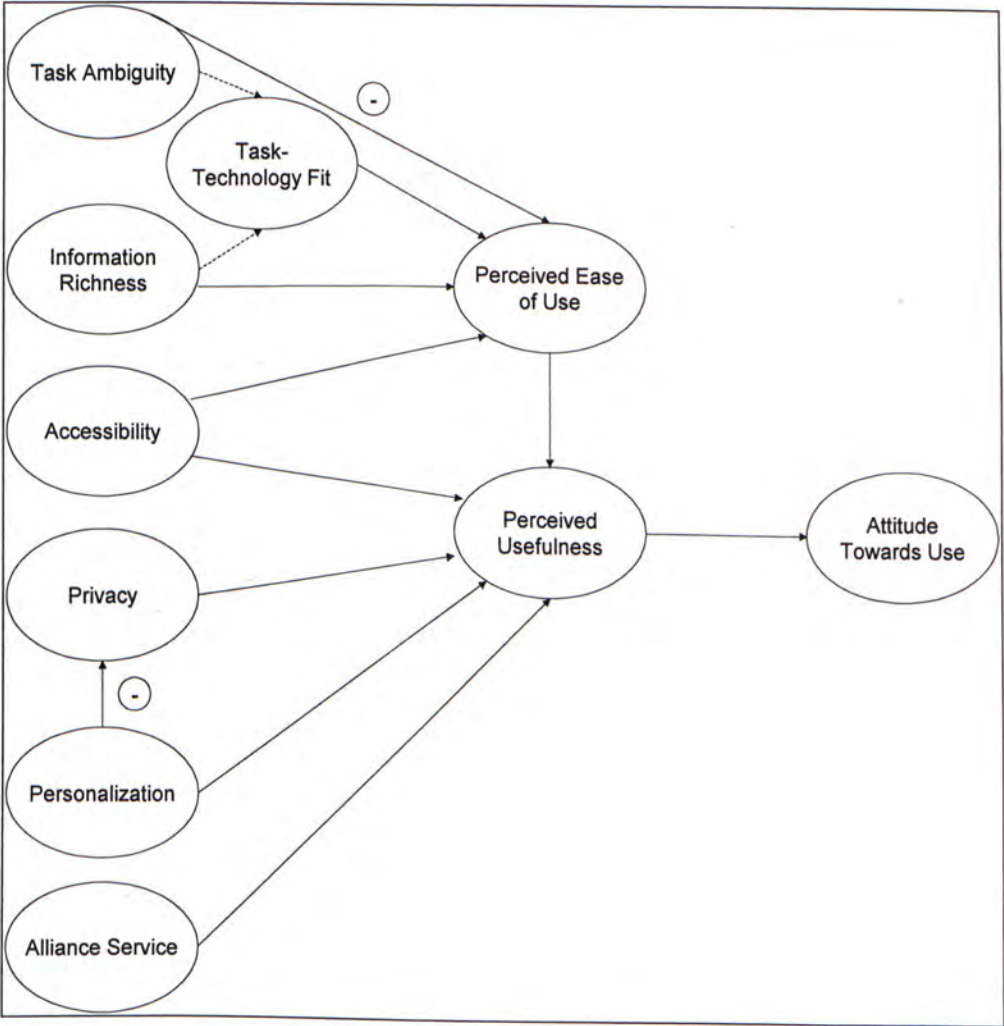 Task Ambiguity
-
Task-
Technology Fit
Information
Richness
Perceived Ease
of Use
Accessibility
Perceived
Usefulness
Attitude
Towards Use
Privacy
-
Personalization
Alliance Service